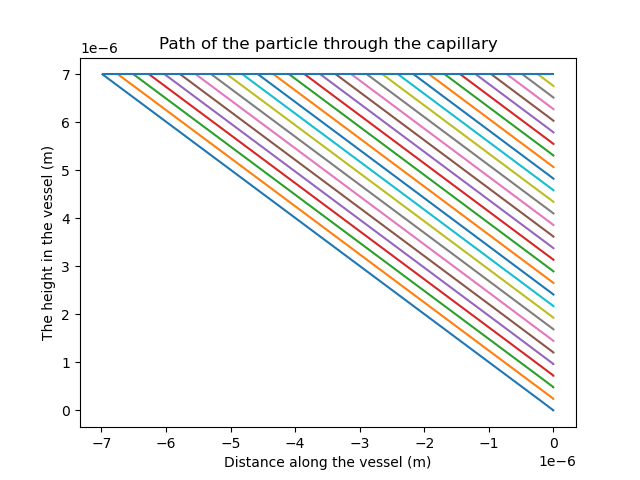 Path of the particle through the capillary
1e−6
7
6
5
4
3
2
1
0
The height in the vessel (m)
−7 −6 −5 −4 −3 −2 −1 0
Distance along the vessel (m)
1e−6